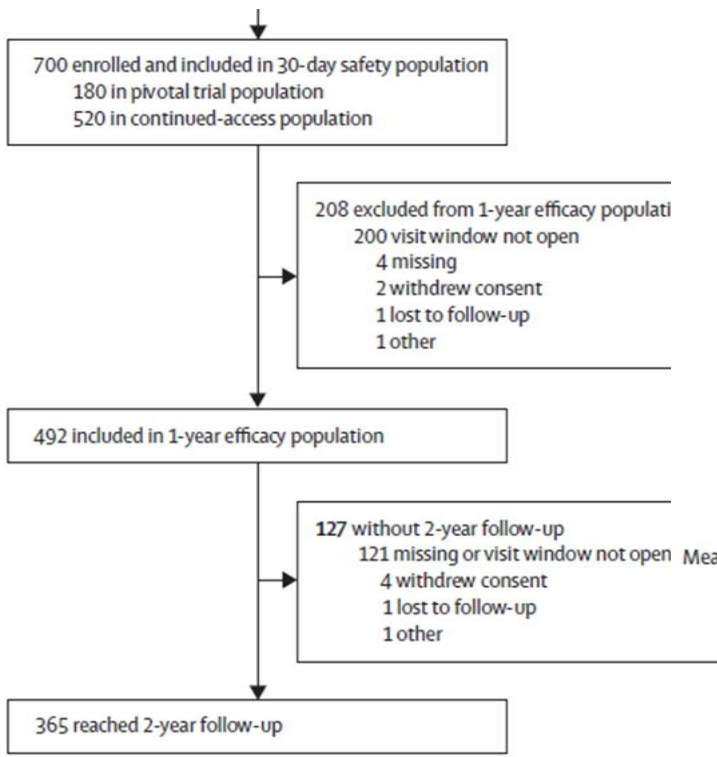 700 enrolled and included in 30-day safety population
180 in pivotal trial population
520 in continued-access population
208 excluded from 1-year efficacy populati
200 visit window not open
4 missing
2 withdrew consent
1 lost to follow-up
1 other
492 included in 1-year efficacy population
127 without 2-year follow-up
121 missing or visit window not open Mea
4 withdrew consent
1 lost to follow-up
1 other
365 reached 2-year follow-up